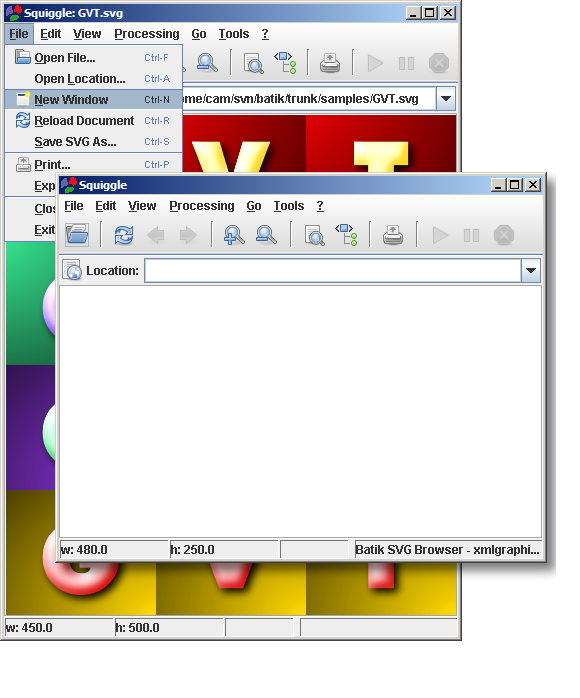 Squiggle: GVT.svg
File Edit View Processing Go Tools ?
Open File... Ctrl-F
Open Location... Ctrl-A
New Window Ctrl-N
ome/cam/svn/batik/trunk/samples/GVT.svg
Reload Document Ctrl-R
Save SVG As... Ctrl-S
Print... Ctrl-P
Exp
Clos
Exit
V T
Squiggle
File Edit View Processing Go Tools ?
Location:
w: 480.0 h: 250.0 Batik SVG Browser - xmlgraphi...
w: 450.0 h: 500.0